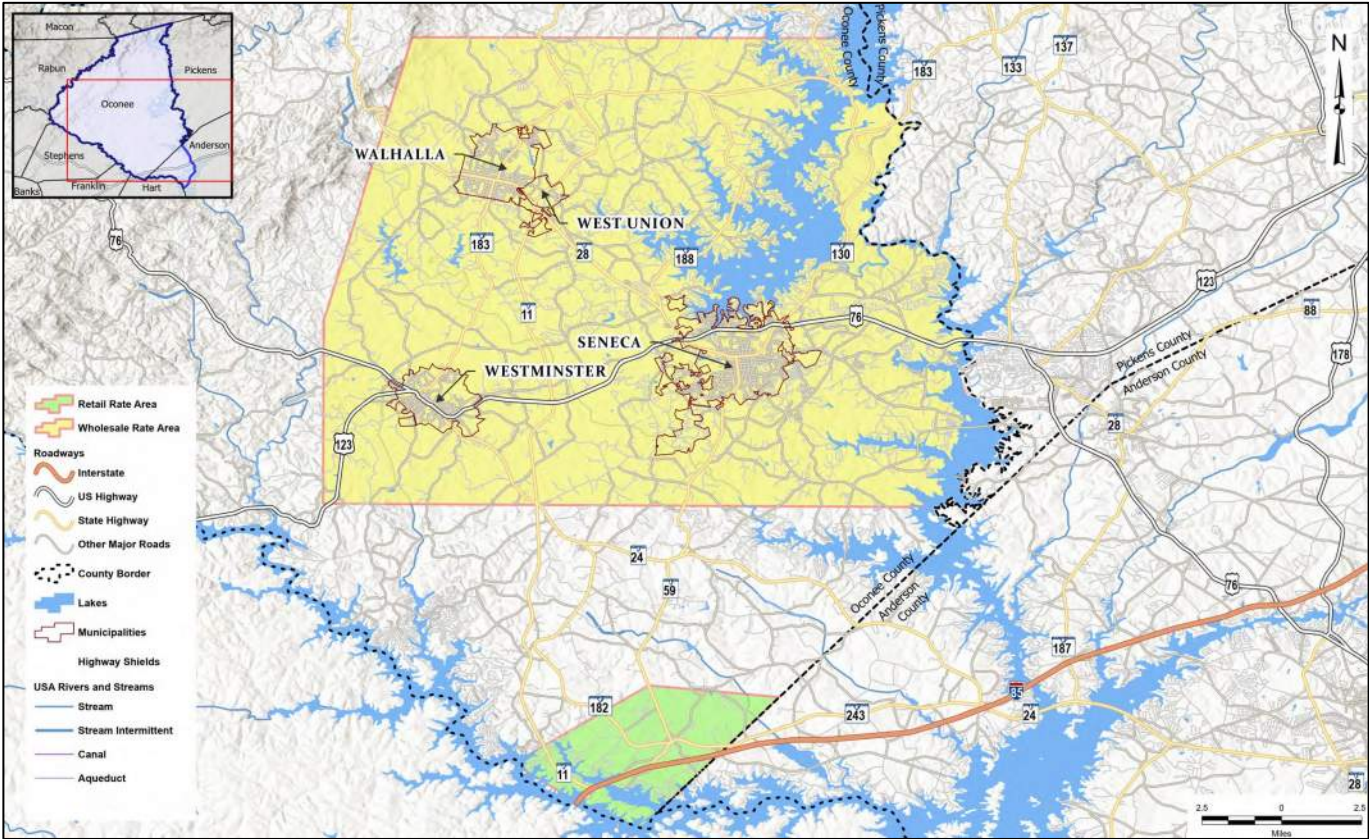 Macon
Rabun
Pickens
Oconee
Stephens
Anderson
Franklin
Hart
Banks
Oconee County
Pickens County
183
133
137
N
WALHALLA
WEST UNION
76
183
28
188
130
11
123
76
88
SENECA
178
WESTMINSTER
Pickens County
Anderson County
28
123
Retail Rate Area
Wholesale Rate Area
Roadways
Interstate
US Highway
State Highway
Other Major Roads
County Border
Lakes
Municipalities
Highway Shields
USA Rivers and Streams
Stream
Stream Intermittent
Canal
Aqueduct
24
59
Oconee County
Anderson
County
76
187
85
182
243
24
11
28
2.5 0 2.5
Miles